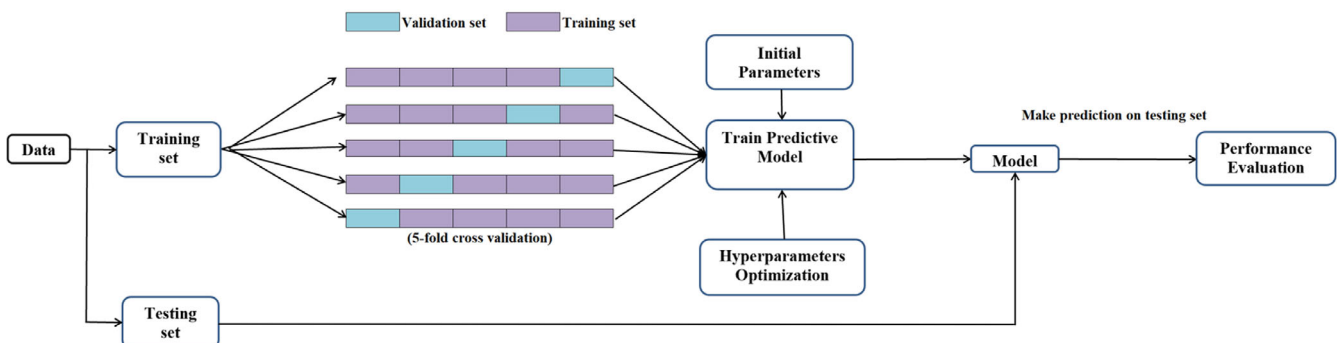 Validation set
Training set
Initial
Parameters
Make prediction on testing set
Data
Training
set
Train Predictive
Model
Model
Performance
Evaluation
(5-fold cross validation)
Hyperparameters
Optimization
Testing
set